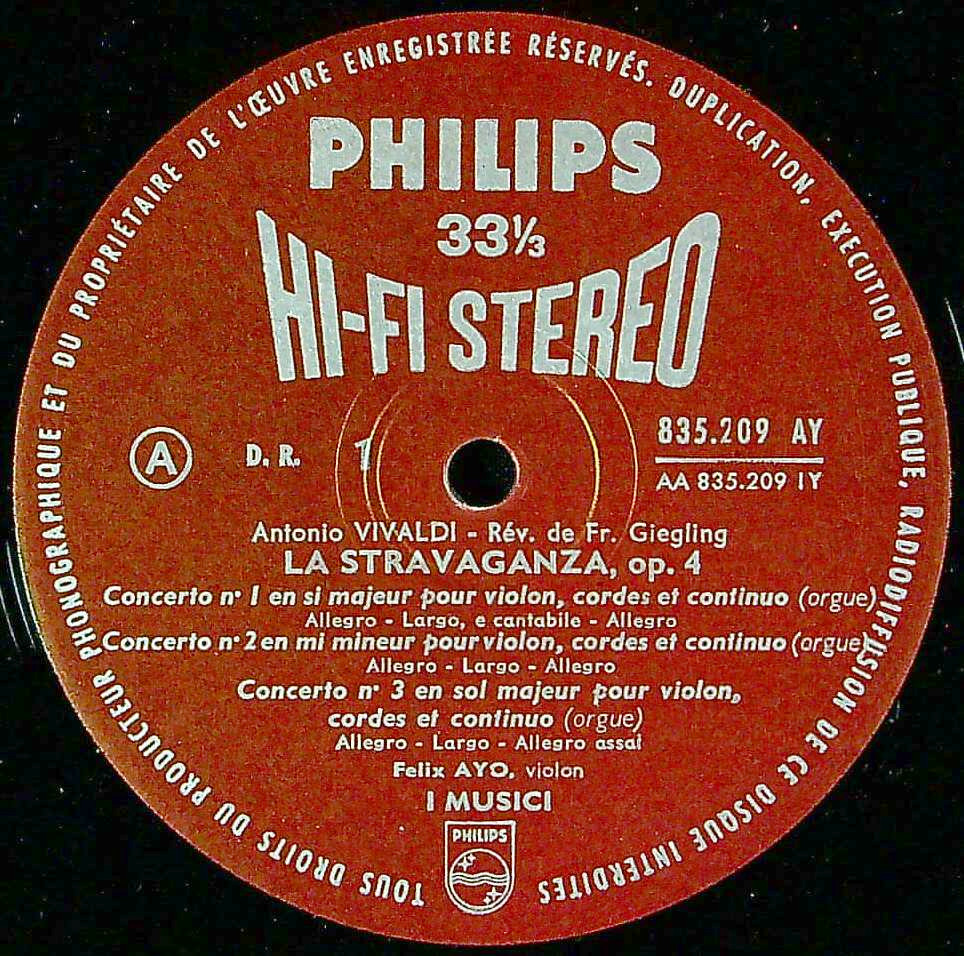 TOUS DROITS DU PRODUCTEUR PHONOGRAPHIQUE ET DU PROPRIÉTAIRE DE L'ŒUVRE ENREGISTRÉE RÉSERVÉS. DUPLICATION, EXECUTION PUBLIQUE, RADIODIFFUSION DE CE DISQUE INTERDITES
PHILIPS
33⅓
HI-FI STEREO
A
D. R.
1
835.209 AY
AA 835.209 1Y
Antonio VIVALDI - Rév. de Fr. Giegling
LA STRAVAGANZA, op. 4
Concerto n° 1 en si majeur pour violon, cordes et continuo (orgue)
Allegro - Largo, e cantabile - Allegro
Concerto n° 2 en mi mineur pour violon, cordes et continuo (orgue)
Allegro - Largo - Allegro
Concerto n° 3 en sol majeur pour violon,
cordes et continuo (orgue)
Allegro - Largo - Allegro assai
Felix AYO, violon
I MUSICI
PHILIPS